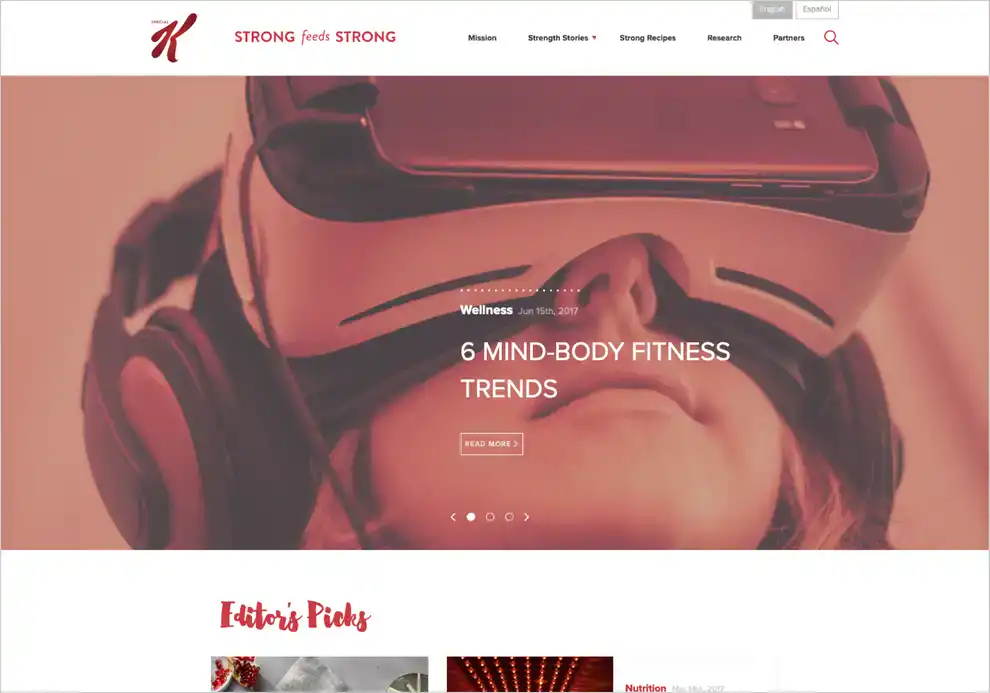 English Español
SPECIAL
K
STRONG feeds STRONG
Mission Strength Stories Strong Recipes Research Partners
Wellness Jun 15th, 2017
6 MIND-BODY FITNESS
TRENDS
READ MORE
Editor's Picks
Nutrition 2017